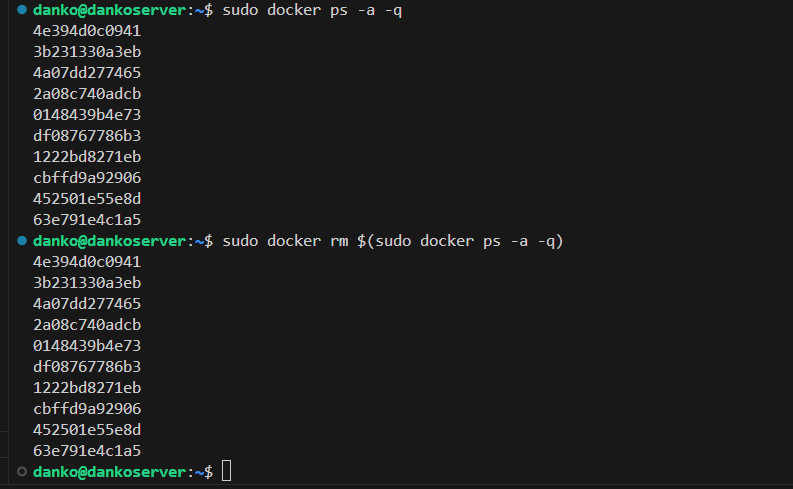 danko@dankoserver:~$ sudo docker ps -a -q
4e394d0c0941
3b231330a3eb
4a07dd277465
2a08c740adcb
0148439b4e73
df08767786b3
1222bd8271eb
cbffd9a92906
452501e55e8d
63e791e4c1a5
danko@dankoserver:~$ sudo docker rm $(sudo docker ps -a -q)
4e394d0c0941
3b231330a3eb
4a07dd277465
2a08c740adcb
0148439b4e73
df08767786b3
1222bd8271eb
cbffd9a92906
452501e55e8d
63e791e4c1a5
danko@dankoserver:~$